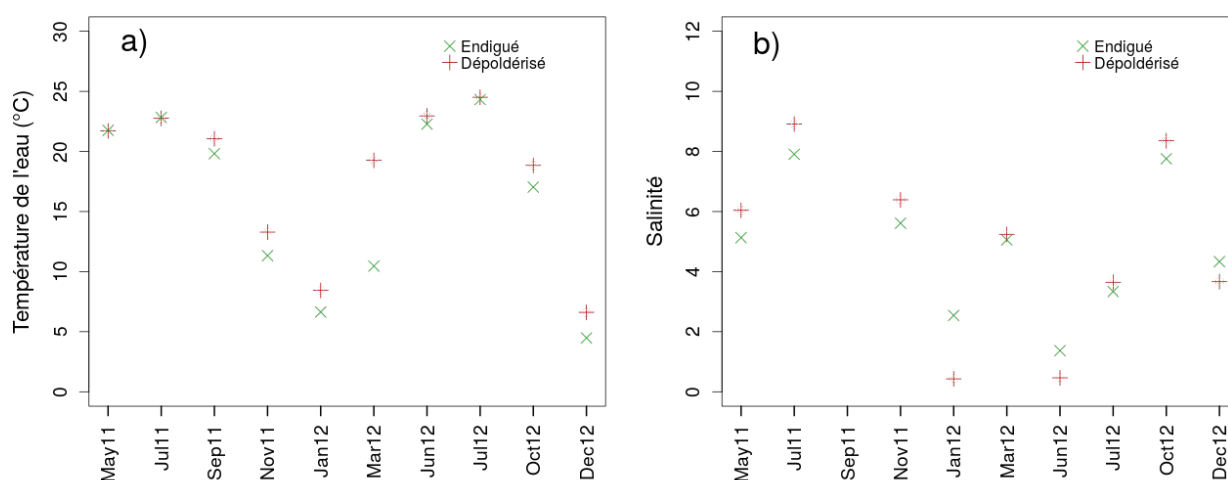 a)
Endigué
Dépoldérisé
Température de l'eau (°C)
30
25
20
15
10
5
0
May11
Jul11
Sep11
Nov11
Jan12
Mar12
Jun12
Jul12
Oct12
Dec12
b)
Endigué
Dépoldérisé
Salinité
12
10
8
6
4
2
0
May11
Jul11
Sep11
Nov11
Jan12
Mar12
Jun12
Jul12
Oct12
Dec12